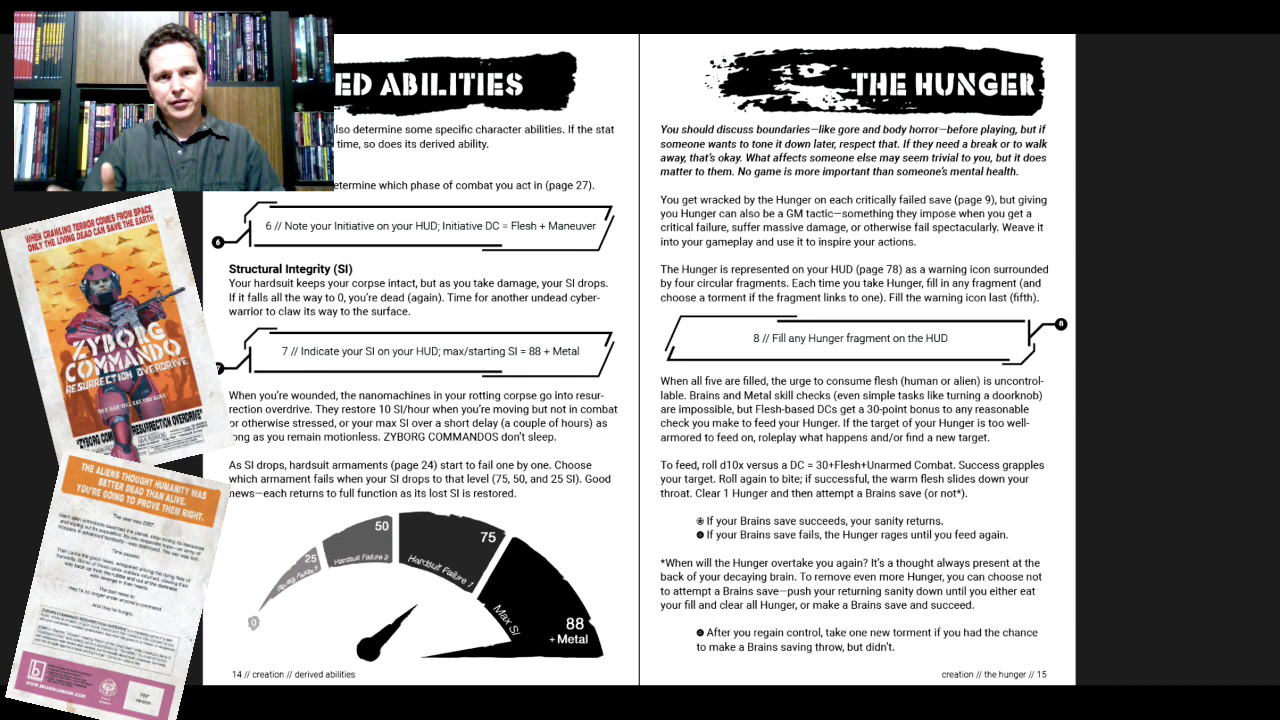 ED ABILITIES
lso determine some specific character abilities. If the stat
time, so does its derived ability.
etermine which phase of combat you act in (page 27).
6
6 // Note your Initiative on your HUD; Initiative DC = Flesh + Maneuver
Structural Integrity (SI)
Your hardsuit keeps your corpse intact, but as you take damage, your SI drops.
If it falls all the way to 0, you're dead (again). Time for another undead cyber-
warrior to claw its way to the surface.
7 // Indicate your SI on your HUD; max/starting SI = 88 + Metal
When you're wounded, the nanomachines in your rotting corpse go into resur-
rection overdrive. They restore 10 SI/hour when you're moving but not in combat
or otherwise stressed, or your max SI over a short delay (a couple of hours) as
ong as you remain motionless. ZYBORG COMMANDOS don't sleep.
As SI drops, hardsuit armaments (page 24) start to fail one by one. Choose
which armament fails when your SI drops to that level (75, 50, and 25 SI). Good
news—each returns to full function as its lost SI is restored.
0
25
50
Hardsuit Failure 2
75
Hardsuit Failure 1
Max SI
88
+ Metal
14 // creation // derived abilities
THE HUNGER
You should discuss boundaries—like gore and body horror—before playing, but if
someone wants to tone it down later, respect that. If they need a break or to walk
away, that's okay. What affects someone else may seem trivial to you, but it does
matter to them. No game is more important than someone's mental health.
You get wracked by the Hunger on each critically failed save (page 9), but giving
you Hunger can also be a GM tactic—something they impose when you get a
critical failure, suffer massive damage, or otherwise fail spectacularly. Weave it
into your gameplay and use it to inspire your actions.
The Hunger is represented on your HUD (page 78) as a warning icon surrounded
by four circular fragments. Each time you take Hunger, fill in any fragment (and
choose a torment if the fragment links to one). Fill the warning icon last (fifth).
8
8 // Fill any Hunger fragment on the HUD
When all five are filled, the urge to consume flesh (human or alien) is uncontrol-
lable. Brains and Metal skill checks (even simple tasks like turning a doorknob)
are impossible, but Flesh-based DCs get a 30-point bonus to any reasonable
check you make to feed your Hunger. If the target of your Hunger is too well-
armored to feed on, roleplay what happens and/or find a new target.
To feed, roll d10x versus a DC = 30+Flesh+Unarmed Combat. Success grapples
your target. Roll again to bite; if successful, the warm flesh slides down your
throat. Clear 1 Hunger and then attempt a Brains save (or not*).
If your Brains save succeeds, your sanity returns.
If your Brains save fails, the Hunger rages until you feed again.
*When will the Hunger overtake you again? It's a thought always present at the
back of your decaying brain. To remove even more Hunger, you can choose not
to attempt a Brains save—push your returning sanity down until you either eat
your fill and clear all Hunger, or make a Brains save and succeed.
After you regain control, take one new torment if you had the chance
to make a Brains saving throw, but didn't.
creation // the hunger // 15
WHEN CRAWLING TERROR COMES FROM SPACE
ONLY THE LIVING DEAD CAN SAVE THE EARTH
ZYBORG
COMMANDO
RESURRECTION OVERDRIVE
THE ALIENS THOUGHT HUMANITY WAS
BETTER DEAD THAN ALIVE.
YOU'RE GOING TO PROVE THEM RIGHT.
Time passed.
And they're hungry.
PDF
version